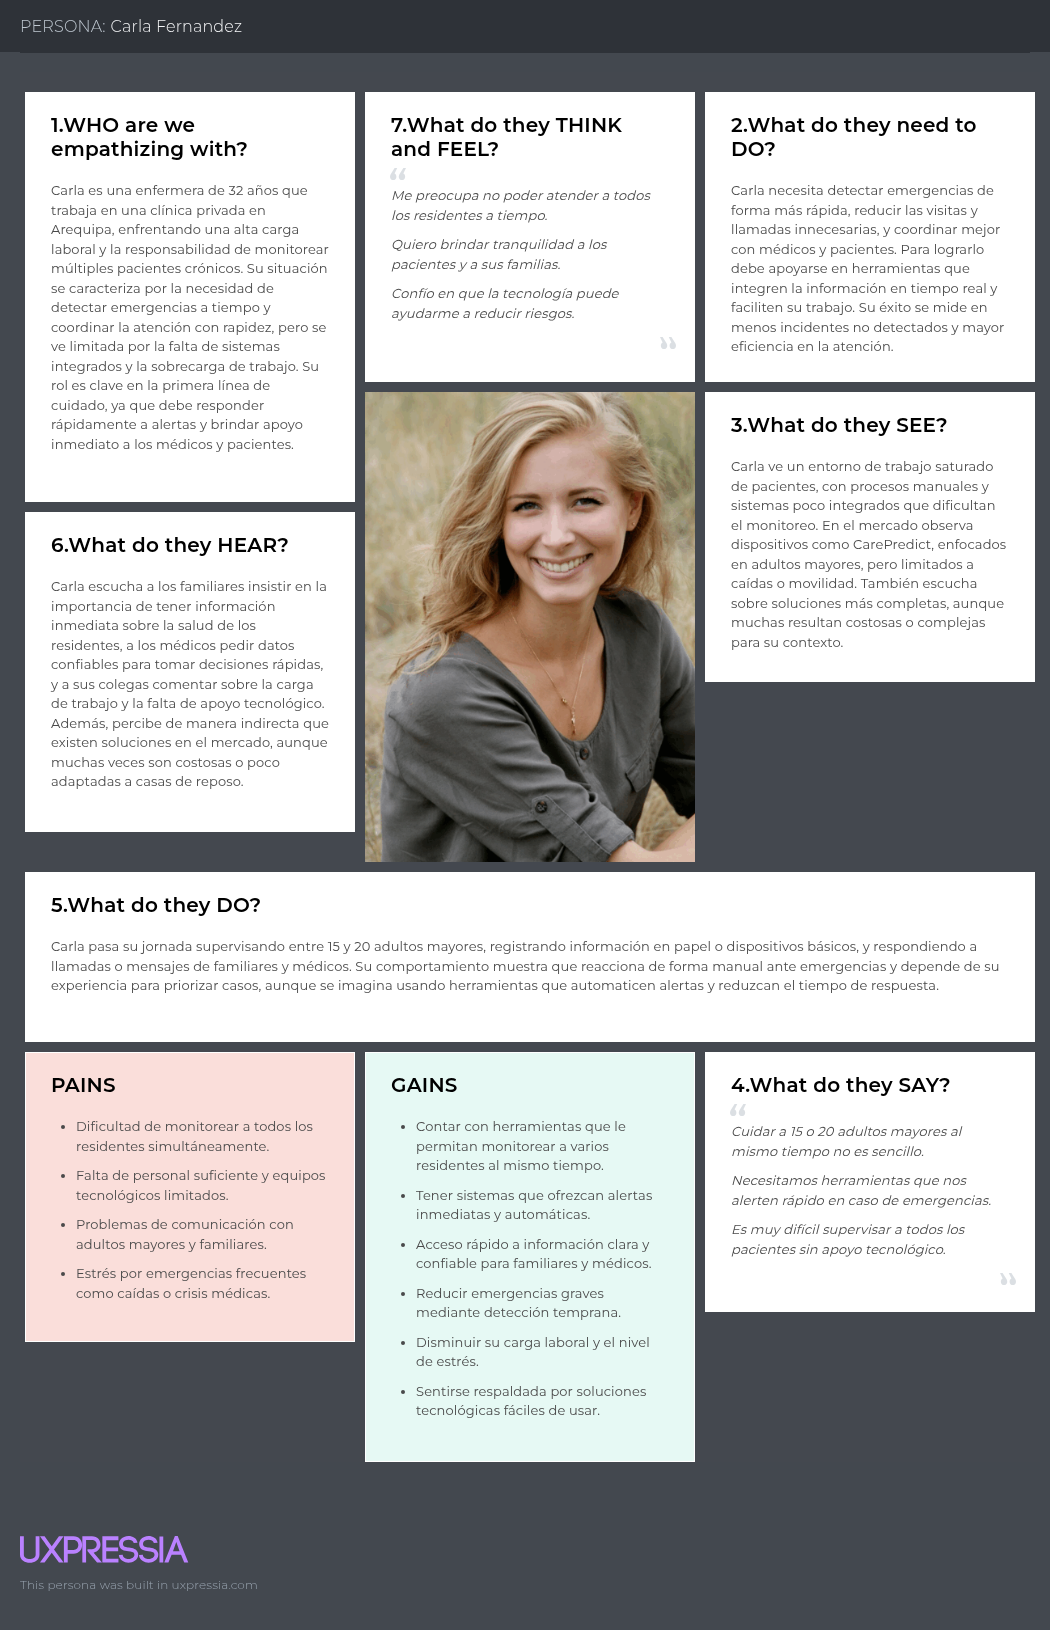 PERSONA: Carla Fernandez
1.WHO are we
empathizing with?
Carla es una enfermera de 32 años que
trabaja en una clínica privada en
Arequipa, enfrentando una alta carga
laboral y la responsabilidad de monitorear
múltiples pacientes crónicos. Su situación
se caracteriza por la necesidad de
detectar emergencias a tiempo y
coordinar la atención con rapidez, pero se
ve limitada por la falta de sistemas
integrados y la sobrecarga de trabajo. Su
rol es clave en la primera línea de
cuidado, ya que debe responder
rápidamente a alertas y brindar apoyo
inmediato a los médicos y pacientes.
7.What do they THINK
and FEEL?
“
Me preocupa no poder atender a todos
los residentes a tiempo.
Quiero brindar tranquilidad a los
pacientes y a sus familias.
Confío en que la tecnología puede
ayudarme a reducir riesgos.
”
2.What do they need to
DO?
Carla necesita detectar emergencias de
forma más rápida, reducir las visitas y
llamadas innecesarias, y coordinar mejor
con médicos y pacientes. Para lograrlo
debe apoyarse en herramientas que
integren la información en tiempo real y
faciliten su trabajo. Su éxito se mide en
menos incidentes no detectados y mayor
eficiencia en la atención.
3.What do they SEE?
Carla ve un entorno de trabajo saturado
de pacientes, con procesos manuales y
sistemas poco integrados que dificultan
el monitoreo. En el mercado observa
dispositivos como CarePredict, enfocados
en adultos mayores, pero limitados a
caídas o movilidad. También escucha
sobre soluciones más completas, aunque
muchas resultan costosas o complejas
para su contexto.
6.What do they HEAR?
Carla escucha a los familiares insistir en la
importancia de tener información
inmediata sobre la salud de los
residentes, a los médicos pedir datos
confiables para tomar decisiones rápidas,
y a sus colegas comentar sobre la carga
de trabajo y la falta de apoyo tecnológico.
Además, percibe de manera indirecta que
existen soluciones en el mercado, aunque
muchas veces son costosas o poco
adaptadas a casas de reposo.
5.What do they DO?
Carla pasa su jornada supervisando entre 15 y 20 adultos mayores, registrando información en papel o dispositivos básicos, y respondiendo a
llamadas o mensajes de familiares y médicos. Su comportamiento muestra que reacciona de forma manual ante emergencias y depende de su
experiencia para priorizar casos, aunque se imagina usando herramientas que automaticen alertas y reduzcan el tiempo de respuesta.
PAINS
• Dificultad de monitorear a todos los
residentes simultáneamente.
• Falta de personal suficiente y equipos
tecnológicos limitados.
• Problemas de comunicación con
adultos mayores y familiares.
• Estrés por emergencias frecuentes
como caídas o crisis médicas.
GAINS
• Contar con herramientas que le
permitan monitorear a varios
residentes al mismo tiempo.
• Tener sistemas que ofrezcan alertas
inmediatas y automáticas.
• Acceso rápido a información clara y
confiable para familiares y médicos.
• Reducir emergencias graves
mediante detección temprana.
• Disminuir su carga laboral y el nivel
de estrés.
• Sentirse respaldada por soluciones
tecnológicas fáciles de usar.
4.What do they SAY?
“
Cuidar a 15 o 20 adultos mayores al
mismo tiempo no es sencillo.
Necesitamos herramientas que nos
alerten rápido en caso de emergencias.
Es muy difícil supervisar a todos los
pacientes sin apoyo tecnológico.
”
UXPRESSIA
This persona was built in uxpressia.com